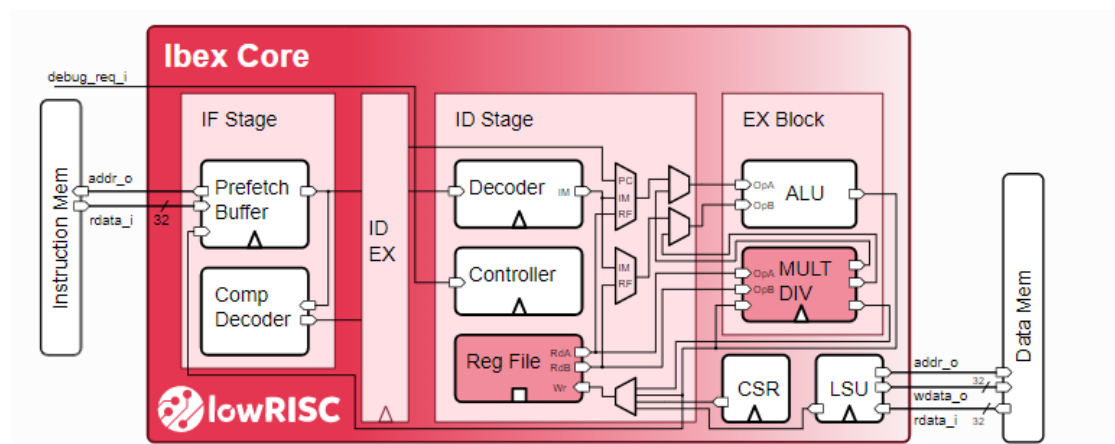 Ibex Core
debug_req_i
IF Stage
ID Stage
EX Block
Instruction Mem
addr_o
rdata_i
32
Prefetch
Buffer
Comp
Decoder
ID
EX
Decoder
IM
Controller
Reg File
RdA
RdB
Wr
PC
IM
RF
IM
RF
OpA
OpB
ALU
OpA
OpB
MULT
DIV
CSR
LSU
addr_o
32
wdata_o
rdata_i
32
Data Mem
lowRISC